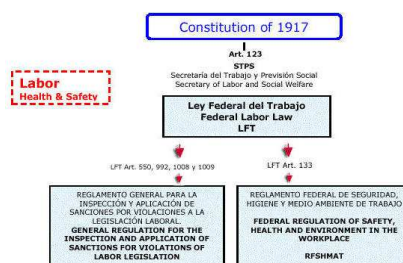 Constitution of 1917
Art. 123
STPS
Secretaría del Trabajo y Previsión Social
Secretary of Labor and Social Welfare
Labor
Health & Safety
Ley Federal del Trabajo
Federal Labor Law
LFT
LFT Art. 550, 992, 1008 y 1009
LFT Art. 133
REGLAMENTO GENERAL PARA LA
INSPECCIÓN Y APLICACIÓN DE
SANCIONES POR VIOLACIONES A LA
LEGISLACIÓN LABORAL.
GENERAL REGULATION FOR THE
INSPECTION AND APPLICATION OF
SANCTIONS FOR VIOLATIONS OF
LABOR LEGISLATION
REGLAMENTO FEDERAL DE SEGURIDAD,
HIGIENE Y MEDIO AMBIENTE DE TRABAJO
FEDERAL REGULATION OF SAFETY,
HEALTH AND ENVIRONMENT IN THE
WORKPLACE
RFSHMAT